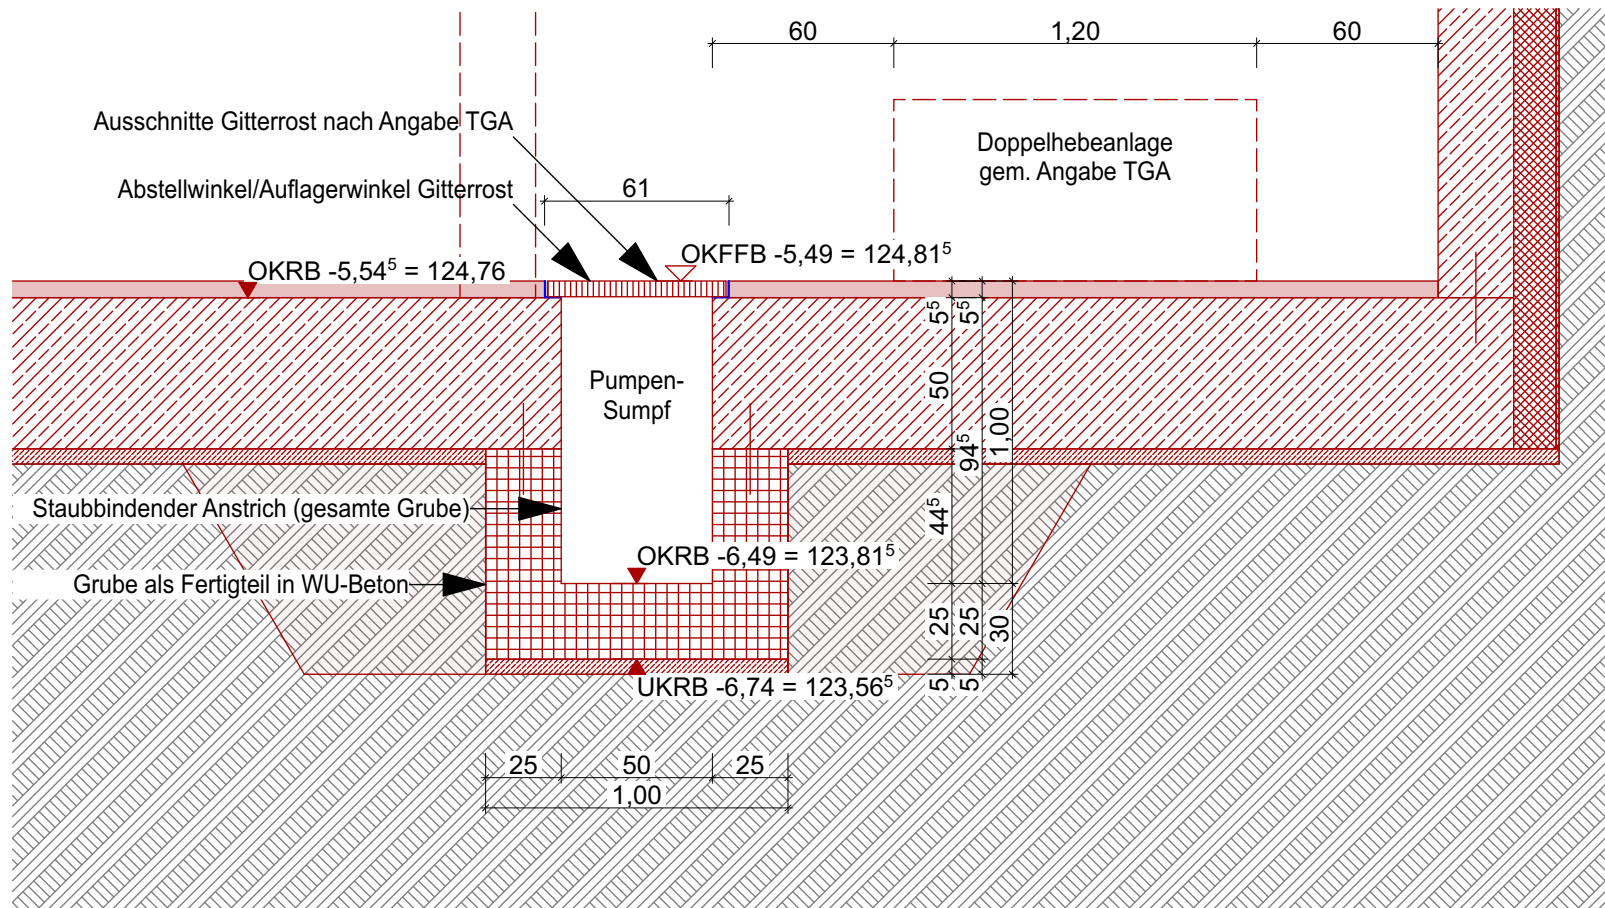 60
1,20
60
Ausschnitte Gitterrost nach Angabe TGA
Doppelhebeanlage
gem. Angabe TGA
Abstellwinkel/Auflagerwinkel Gitterrost
61
OKFFB -5,49 = 124,81⁵
OKRB -5,54⁵ = 124,76
5⁵
5⁵
Pumpen-
Sumpf
50
94⁵
1,00
Staubbindender Anstrich (gesamte Grube)
44⁵
OKRB -6,49 = 123,81⁵
Grube als Fertigteil in WU-Beton
25
25
30
UKRB -6,74 = 123,56⁵
5
5
25
50
25
1,00